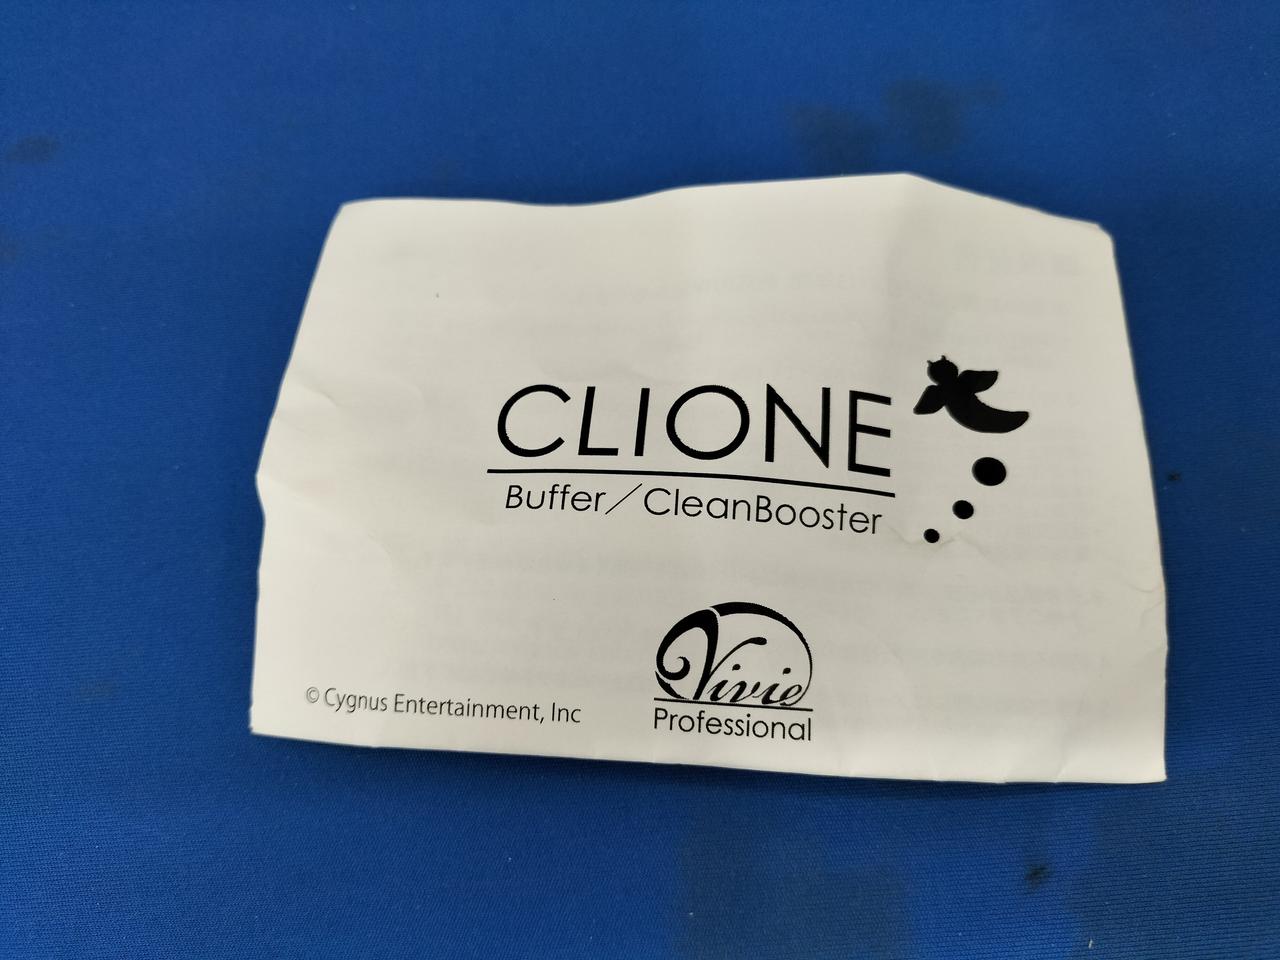 CLIONE
Buffer／CleanBooster
Vivie
Professional
© Cygnus Entertainment, Inc